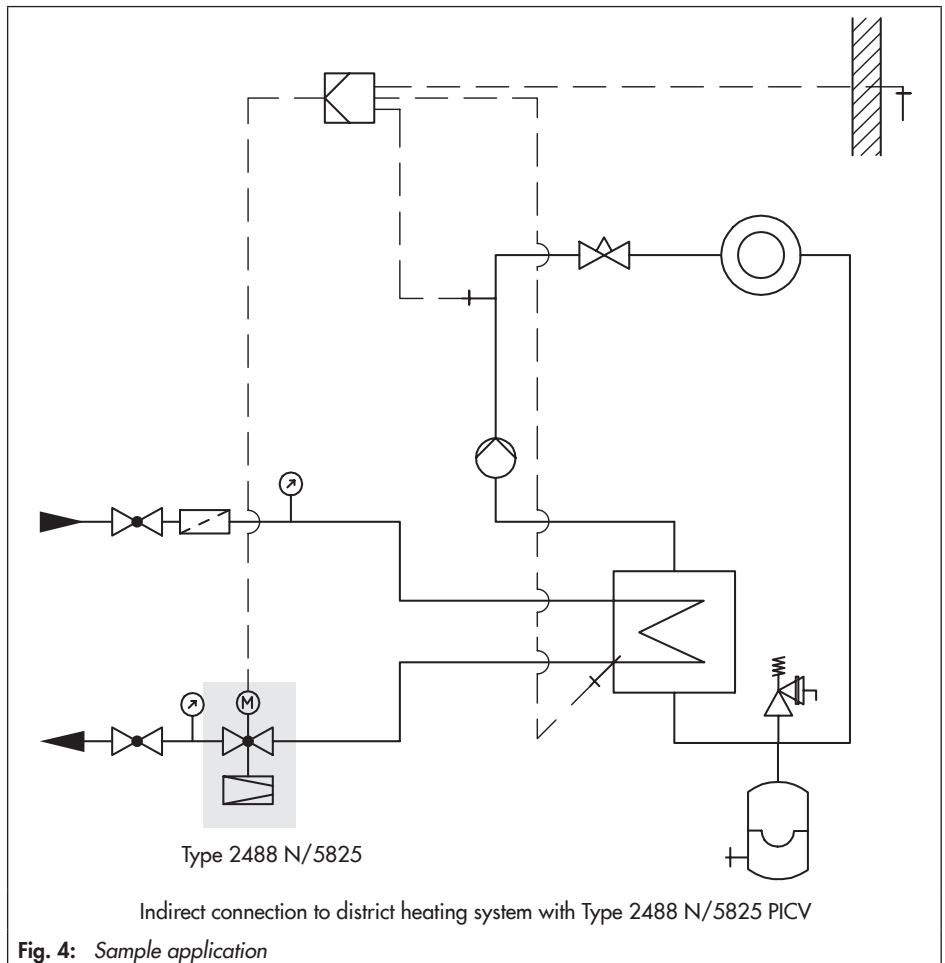 M
Type 2488 N/5825
Indirect connection to district heating system with Type 2488 N/5825 PICV
Fig. 4: Sample application